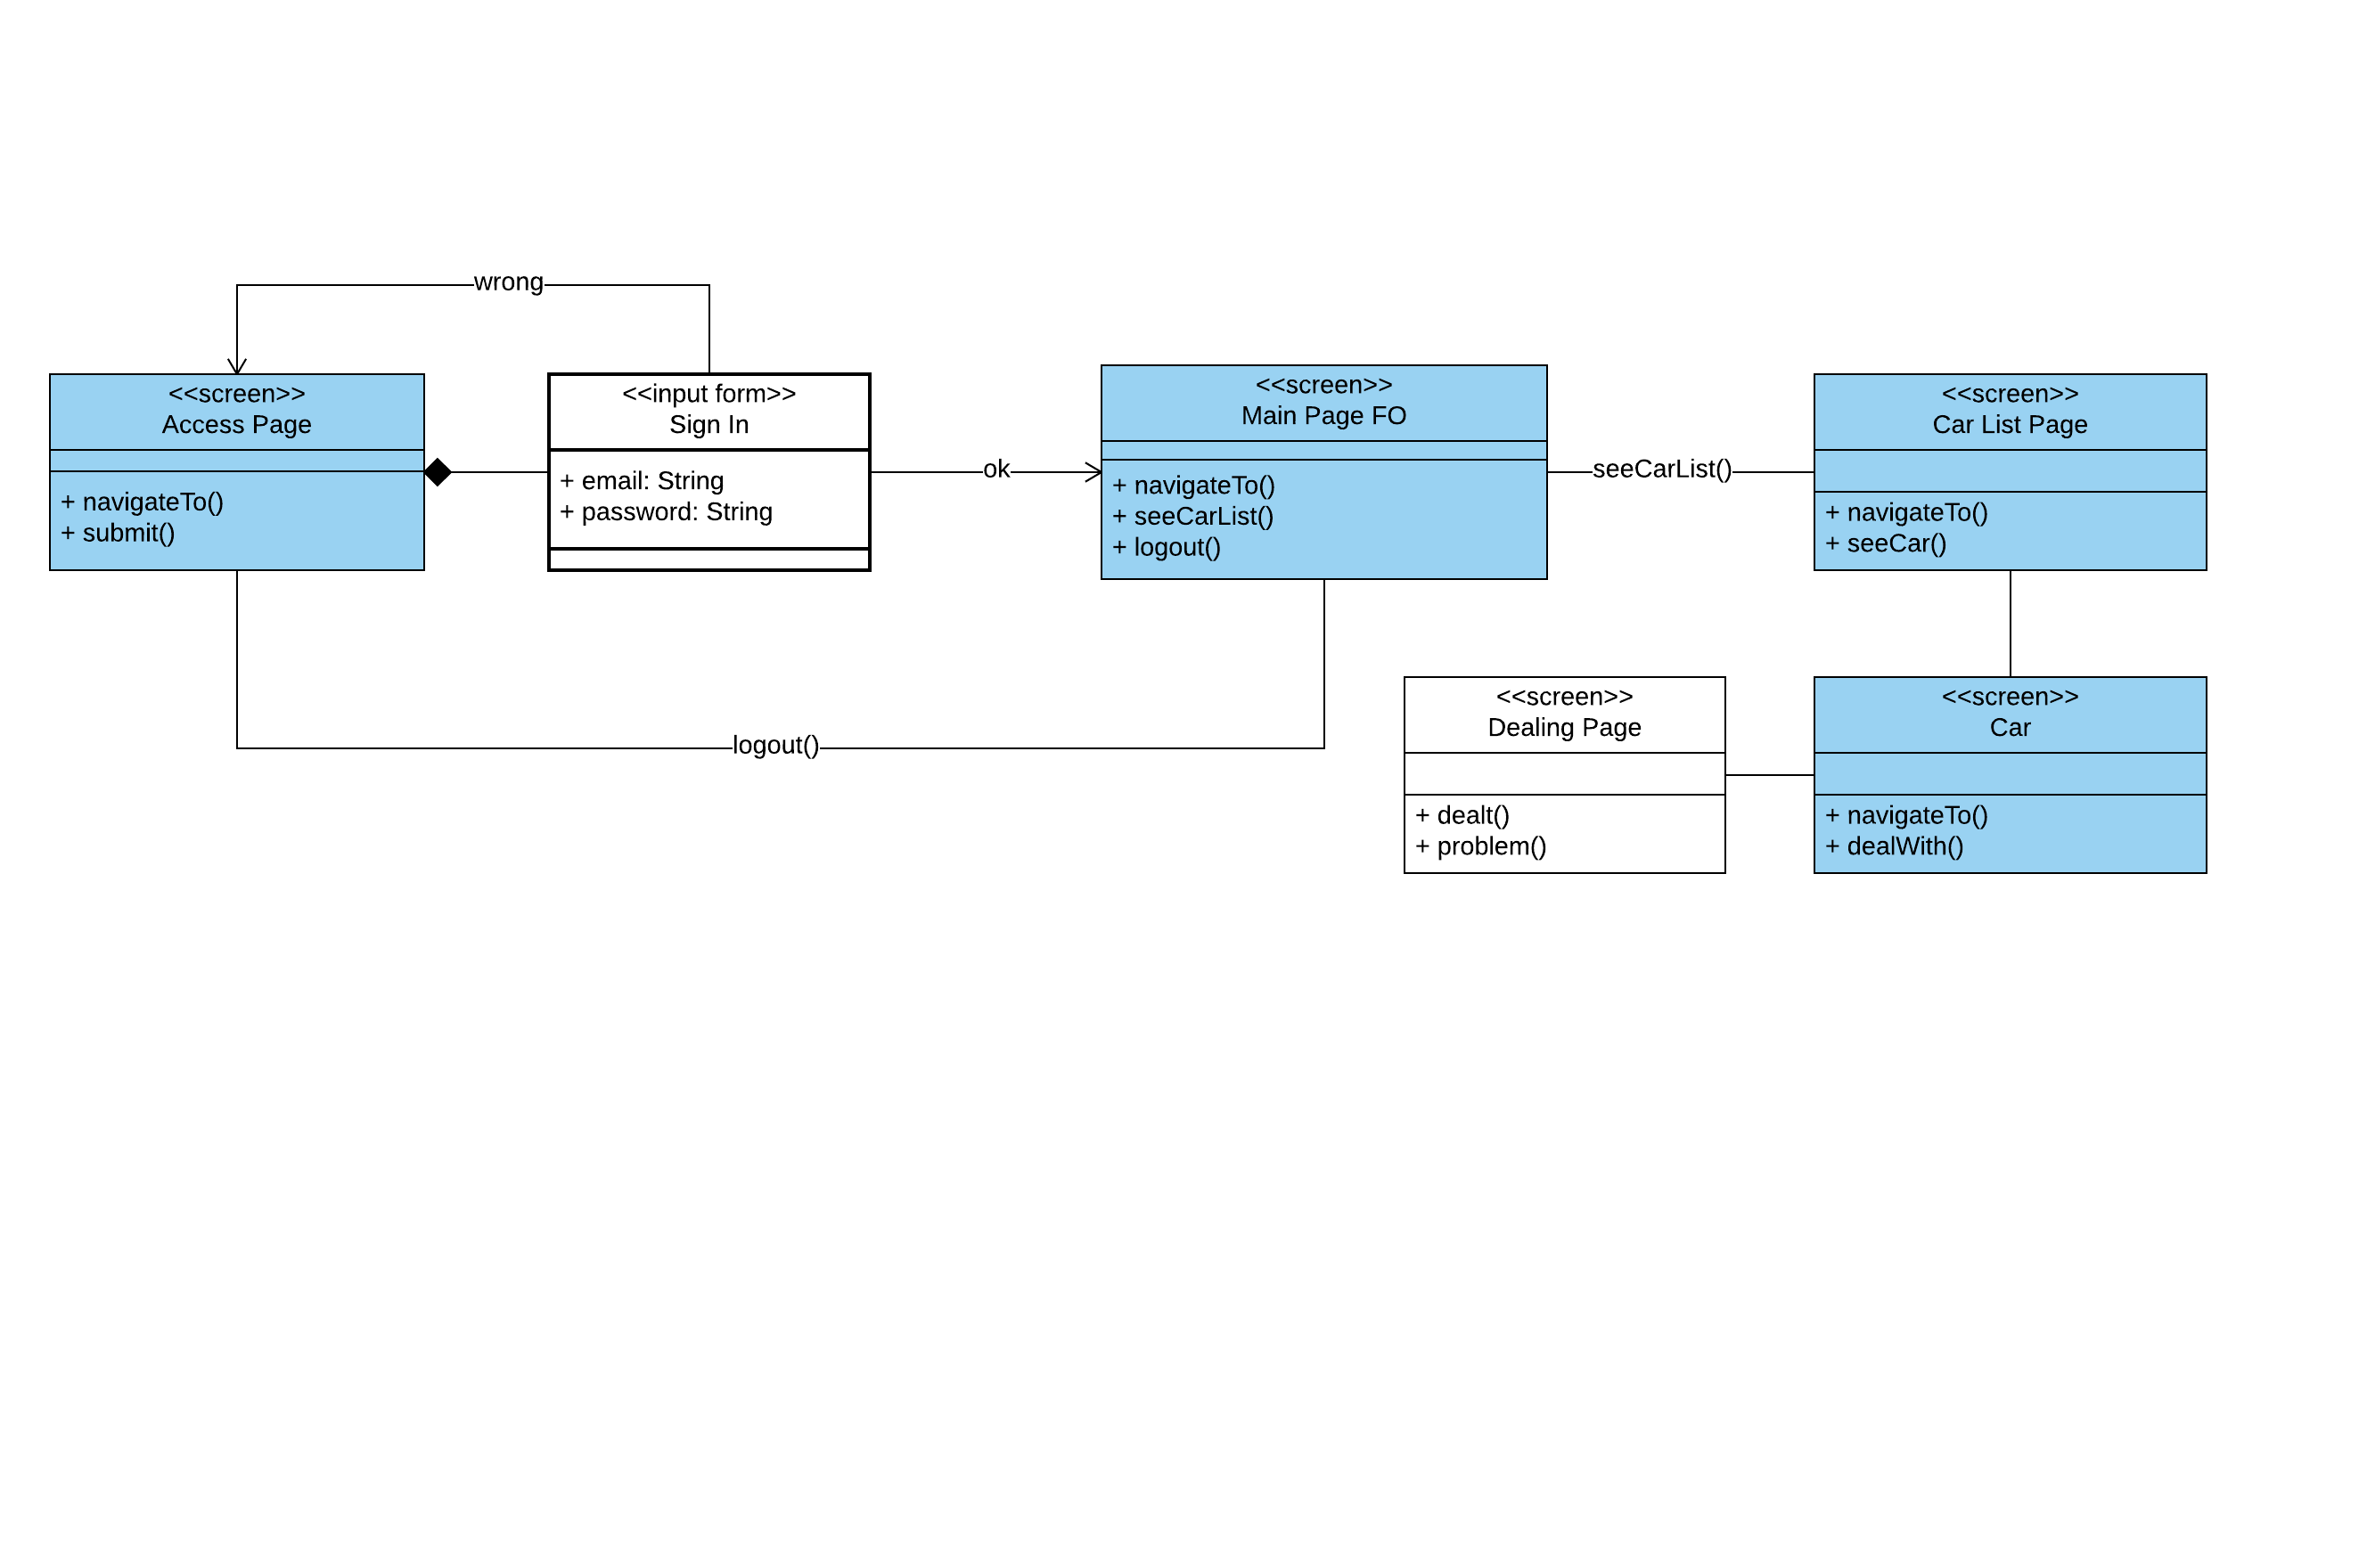 wrong
<<screen>>
Access Page
+ navigateTo()
+ submit()
<<input form>>
Sign In
+ email: String
+ password: String
ok
<<screen>>
Main Page FO
+ navigateTo()
+ seeCarList()
+ logout()
seeCarList()
<<screen>>
Car List Page
+ navigateTo()
+ seeCar()
logout()
<<screen>>
Dealing Page
+ dealt()
+ problem()
<<screen>>
Car
+ navigateTo()
+ dealWith()